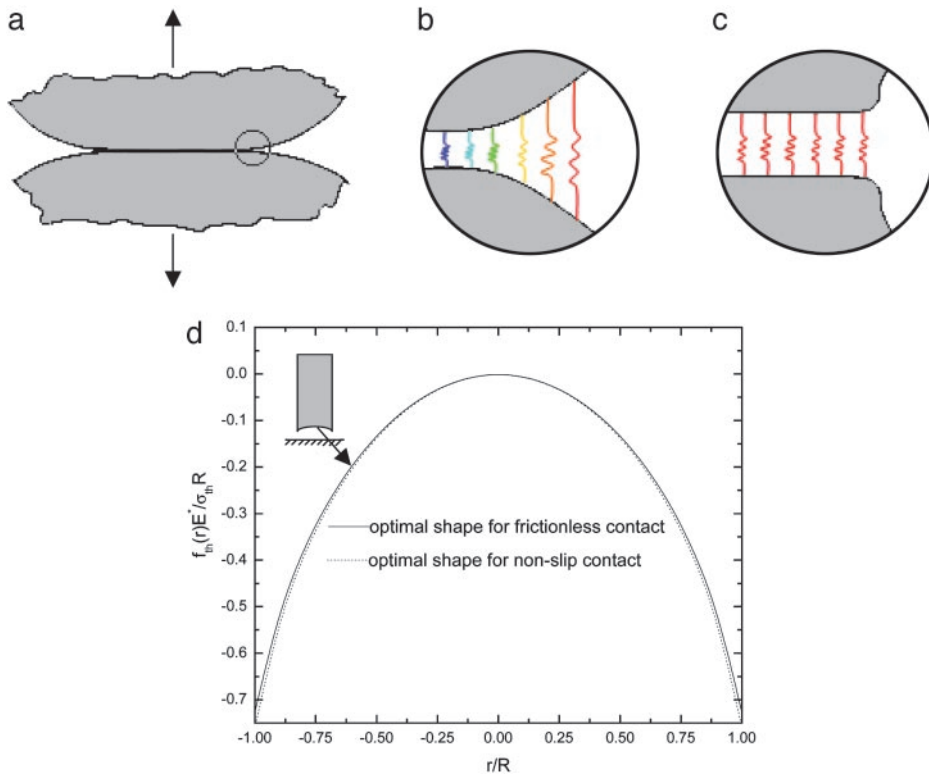 a
b
c
d
0.1
0.0
-0.1
-0.2
-0.3
-0.4
-0.5
-0.6
-0.7
f_th(r)E*/σ_thR
optimal shape for frictionless contact
optimal shape for non-slip contact
-1.00 -0.75 -0.50 -0.25 0.00 0.25 0.50 0.75 1.00
r/R